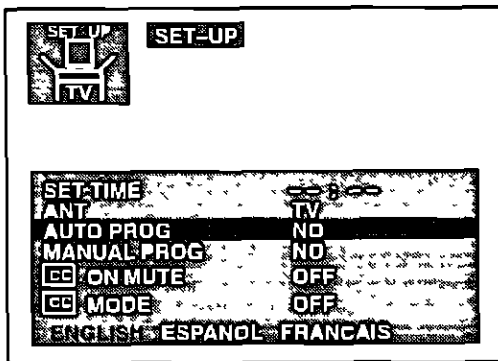 SET-UP
TV
SET-UP
SET-TIME -- : --
ANT TV
AUTO PROG NO
MANUAL PROG NO
CC ON MUTE OFF
CC MODE OFF
ENGLISH ESPANOL FRANCAIS